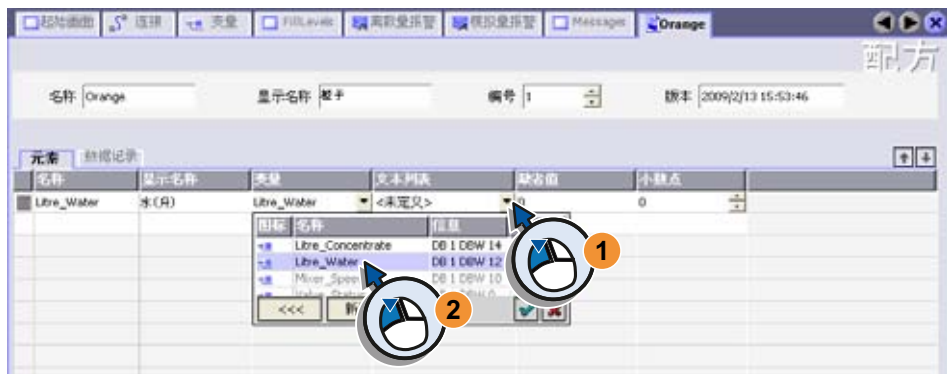 起始画面 连接 变量 FillLevels 离散量报警 模拟量报警 Messages Orange
配方
名称 Orange 显示名称 橙子 编号 1 版本 2009/2/13 15:53:46
元素 数据记录
名称 显示名称 变量 文本列表 缺省值 小数点
Litre_Water 水(升) Litre_Water <未定义> 0 0
图标 名称 信息
Litre_Concentrate DB 1 DBW 14
Litre_Water DB 1 DBW 12
DB 1 DBW 10
<<<
1
2